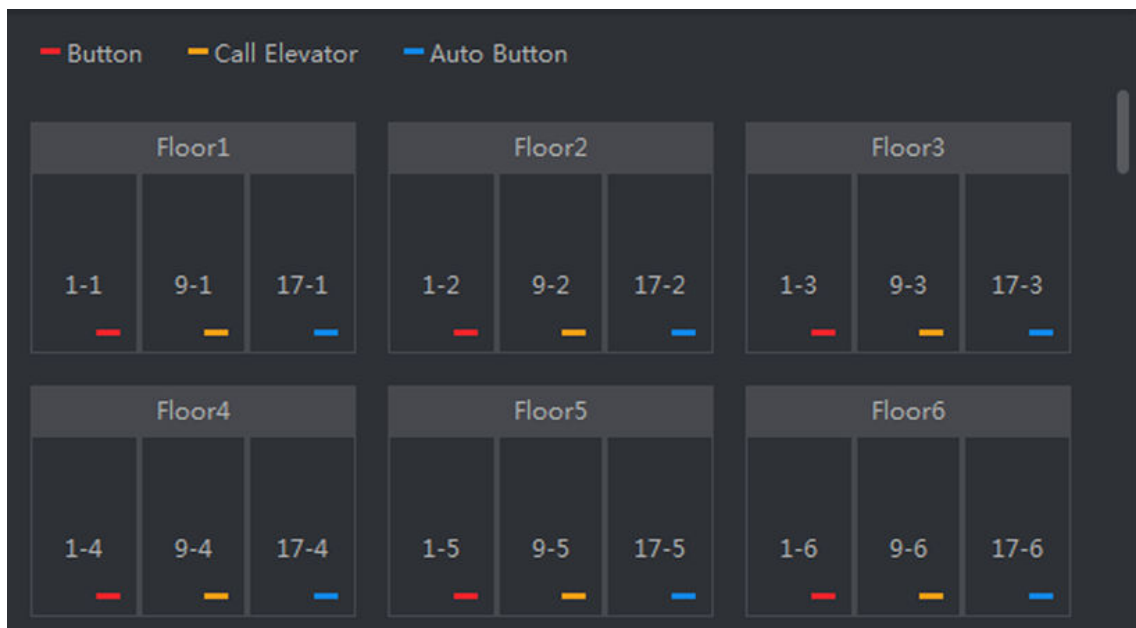 Button Call Elevator Auto Button
Floor1 Floor2 Floor3
1-1 9-1 17-1 1-2 9-2 17-2 1-3 9-3 17-3
Floor4 Floor5 Floor6
1-4 9-4 17-4 1-5 9-5 17-5 1-6 9-6 17-6